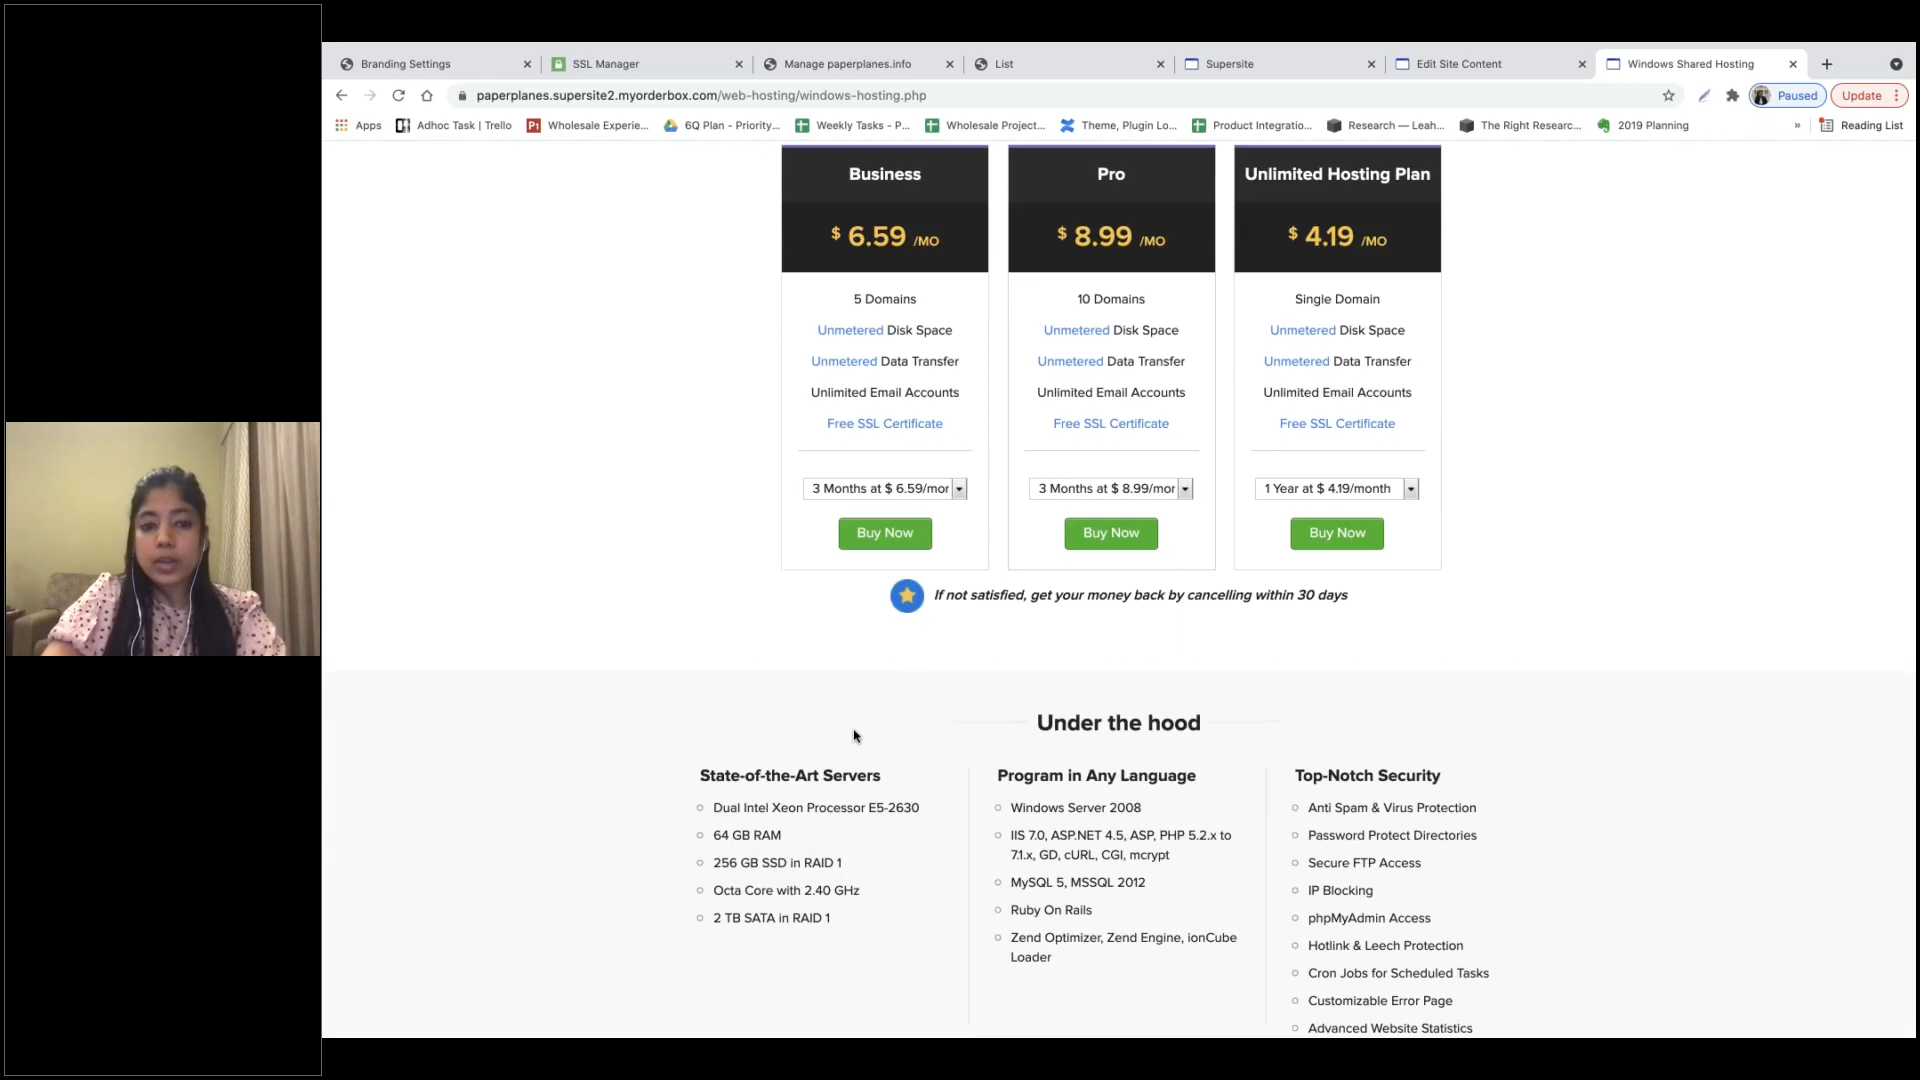 Branding Settings
SSL Manager
Manage paperplanes.info
List
Supersite
Edit Site Content
Windows Shared Hosting
paperplanes.supersite2.myorderbox.com/web-hosting/windows-hosting.php
Paused
Update
Apps
Adhoc Task | Trello
Wholesale Experie...
6Q Plan - Priority...
Weekly Tasks - P...
Wholesale Project...
Theme, Plugin Lo...
Product Integratio...
Research — Leah...
The Right Researc...
2019 Planning
»
Reading List
Business
$ 6.59 /MO
5 Domains
Unmetered Disk Space
Unmetered Data Transfer
Unlimited Email Accounts
Free SSL Certificate
3 Months at $ 6.59/mor
Buy Now
Pro
$ 8.99 /MO
10 Domains
Unmetered Disk Space
Unmetered Data Transfer
Unlimited Email Accounts
Free SSL Certificate
3 Months at $ 8.99/mor
Buy Now
Unlimited Hosting Plan
$ 4.19 /MO
Single Domain
Unmetered Disk Space
Unmetered Data Transfer
Unlimited Email Accounts
Free SSL Certificate
1 Year at $ 4.19/month
Buy Now
If not satisfied, get your money back by cancelling within 30 days
Under the hood
State-of-the-Art Servers
Dual Intel Xeon Processor E5-2630
64 GB RAM
256 GB SSD in RAID 1
Octa Core with 2.40 GHz
2 TB SATA in RAID 1
Program in Any Language
Windows Server 2008
IIS 7.0, ASP.NET 4.5, ASP, PHP 5.2.x to
7.1.x, GD, cURL, CGI, mcrypt
MySQL 5, MSSQL 2012
Ruby On Rails
Zend Optimizer, Zend Engine, ionCube
Loader
Top-Notch Security
Anti Spam & Virus Protection
Password Protect Directories
Secure FTP Access
IP Blocking
phpMyAdmin Access
Hotlink & Leech Protection
Cron Jobs for Scheduled Tasks
Customizable Error Page
Advanced Website Statistics